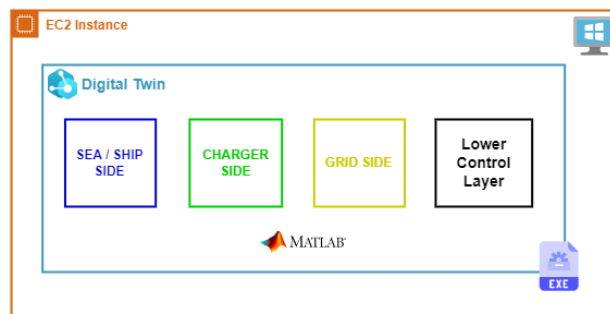 EC2 Instance
Digital Twin
SEA / SHIP
SIDE
CHARGER
SIDE
GRID SIDE
Lower
Control
Layer
MATLAB®
EXE